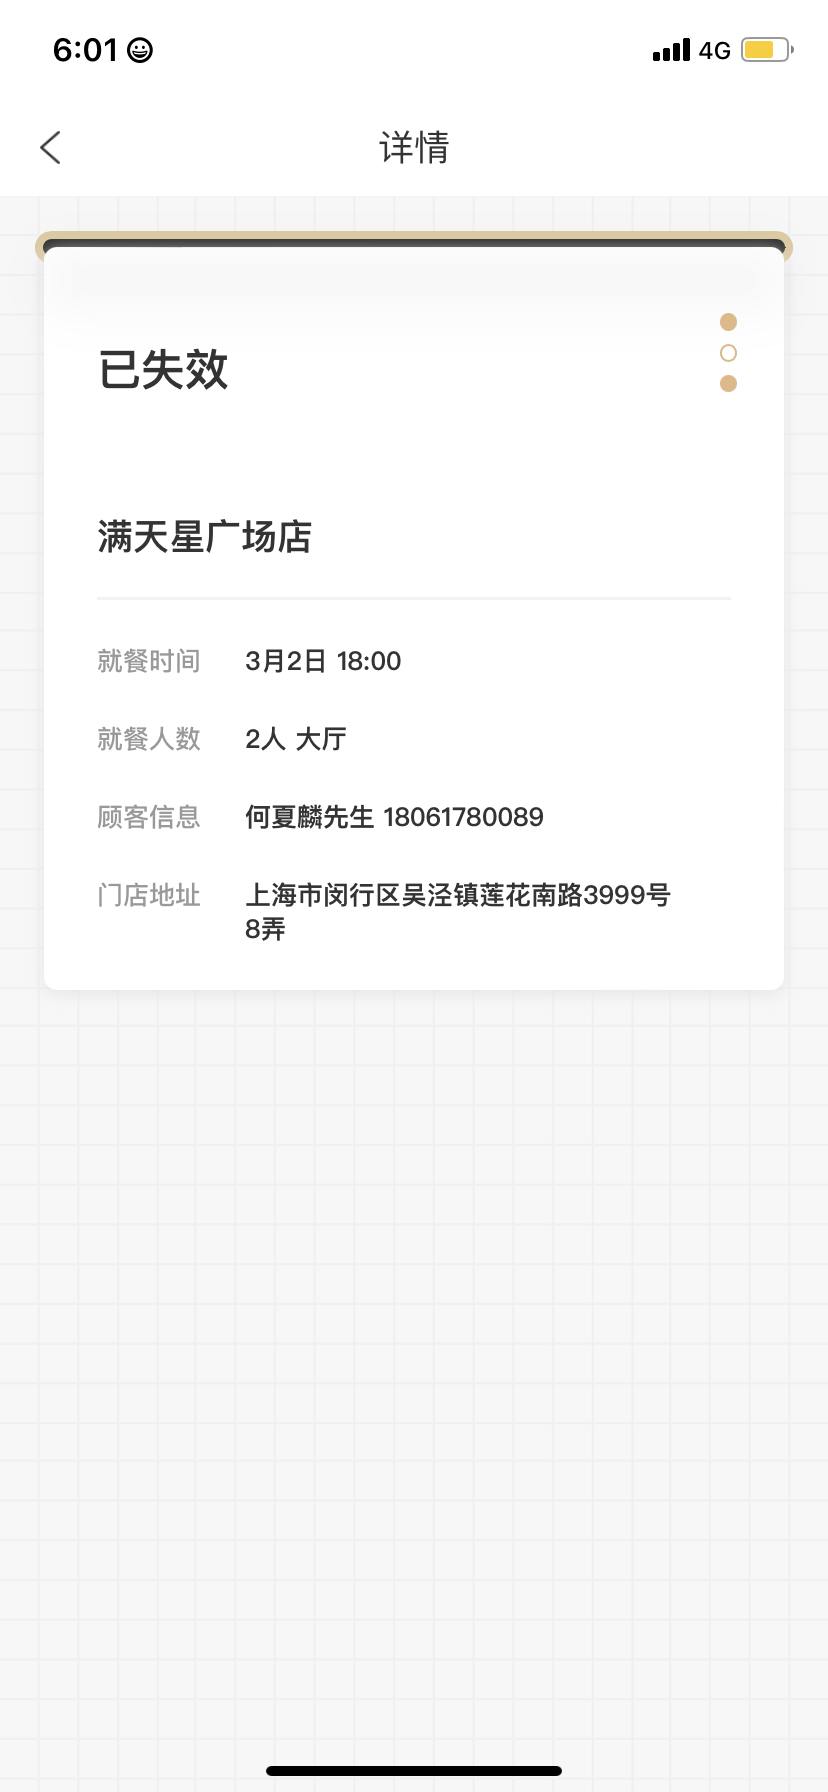 6:01
4G
详情
已失效
满天星广场店
就餐时间 3月2日 18:00
就餐人数 2人 大厅
顾客信息 何夏麟先生 18061780089
门店地址 上海市闵行区吴泾镇莲花南路3999号
8弄